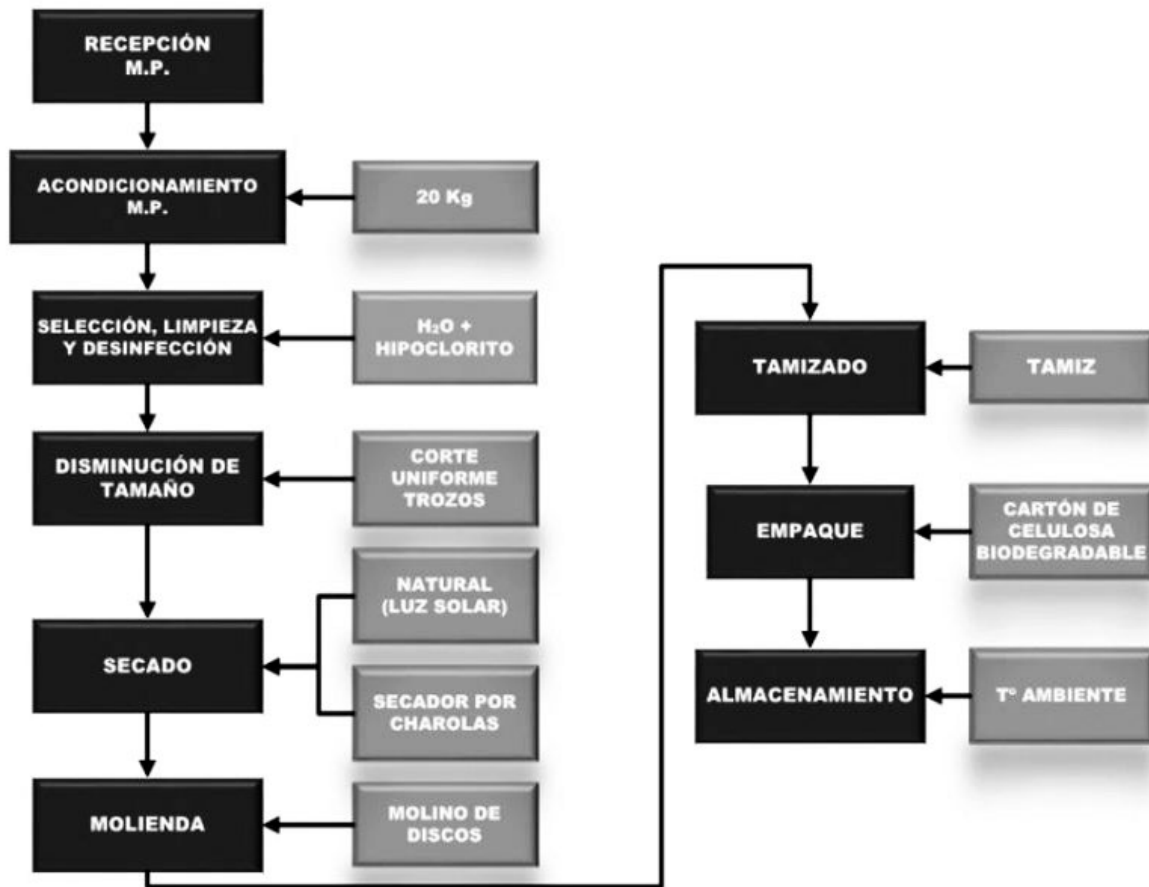 RECEPCIÓN
M.P.
ACONDICIONAMIENTO
M.P.
20 Kg
SELECCIÓN, LIMPIEZA
Y DESINFECCIÓN
H₂O +
HIPOCLORITO
DISMINUCIÓN DE
TAMAÑO
CORTE
UNIFORME
TROZOS
SECADO
NATURAL
(LUZ SOLAR)
SECADOR POR
CHAROLAS
MOLIENDA
MOLINO DE
DISCOS
TAMIZADO
TAMIZ
EMPAQUE
CARTÓN DE
CELULOSA
BIODEGRADABLE
ALMACENAMIENTO
Tº AMBIENTE